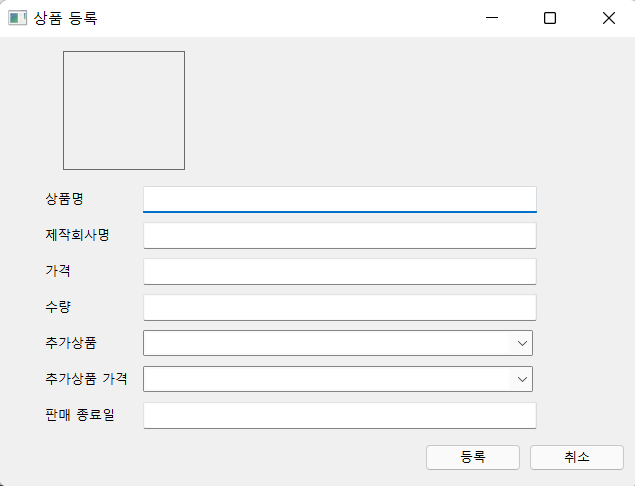 상품 등록
상품명
제작회사명
가격
수량
추가상품
추가상품 가격
판매 종료일
등록 취소